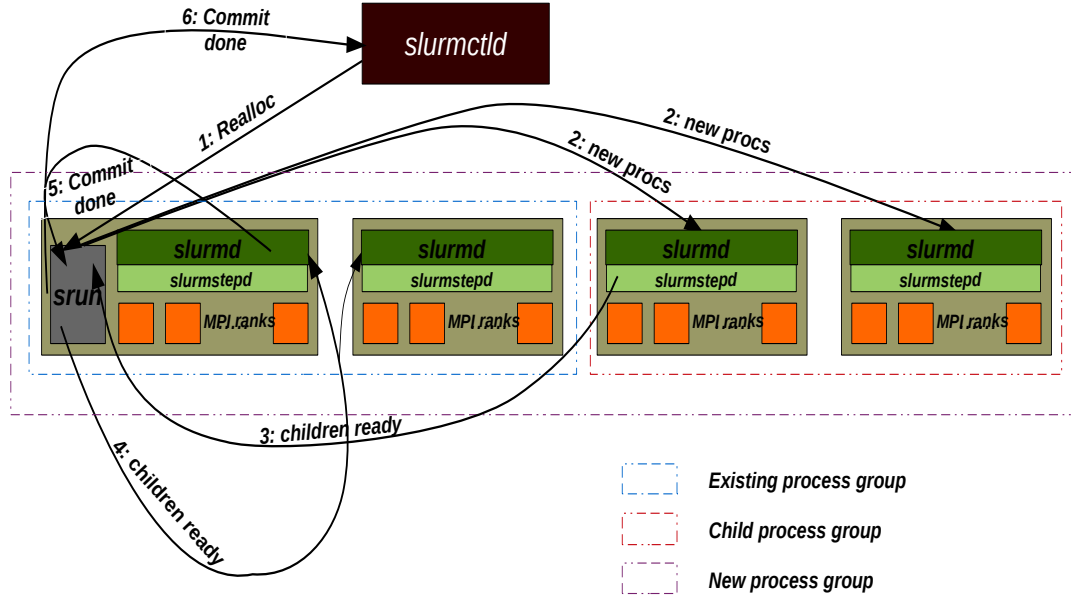 6: Commit
done
slurmctld
1: Realloc
2: new procs
2: new procs
5: Commit
done
srun
slurmd
slurmstepd
MPI ranks
slurmd
slurmstepd
MPI ranks
slurmd
slurmstepd
MPI ranks
slurmd
slurmstepd
MPI ranks
3: children ready
4: children ready
Existing process group
Child process group
New process group